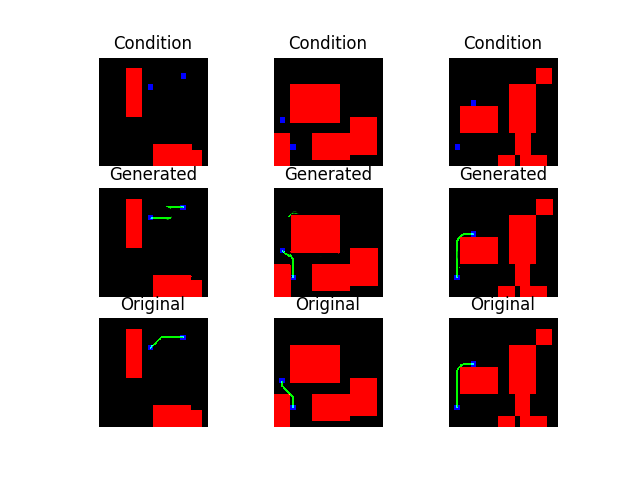 Condition Condition Condition
Generated Generated Generated
Original Original Original